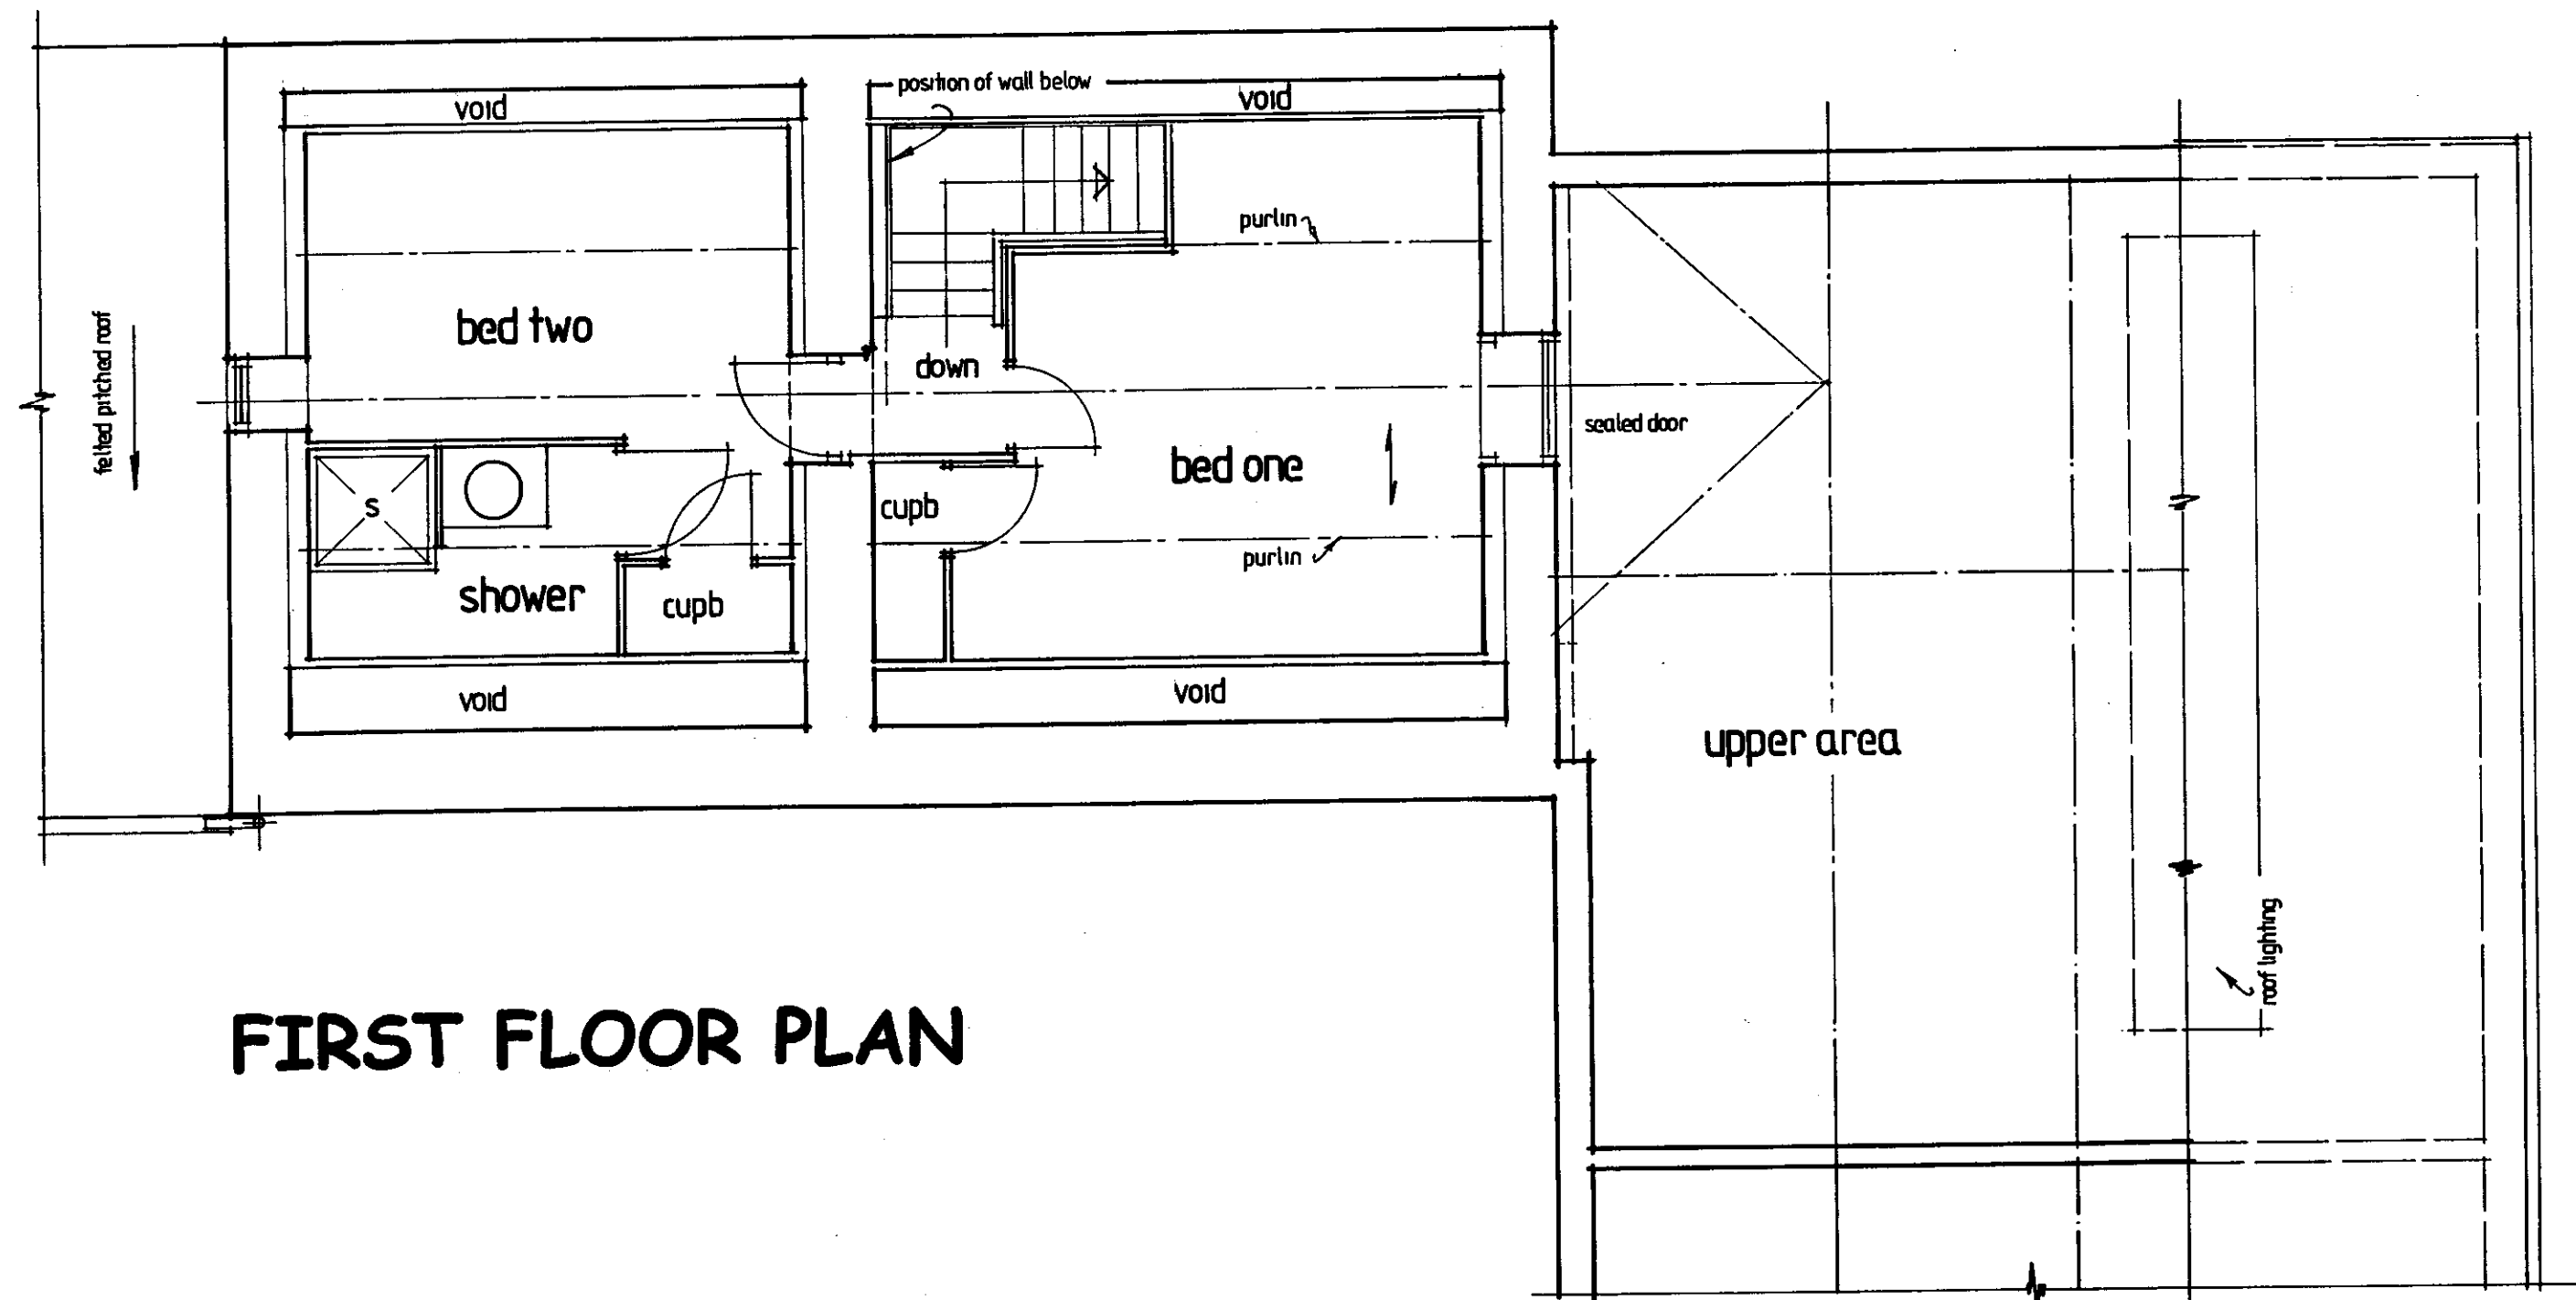 position of wall below
void
void
purlin
felted pitched roof
bed two
down
sealed door
bed one
s
cupb
purlin
shower
cupb
void
void
upper area
roof lighting
FIRST FLOOR PLAN